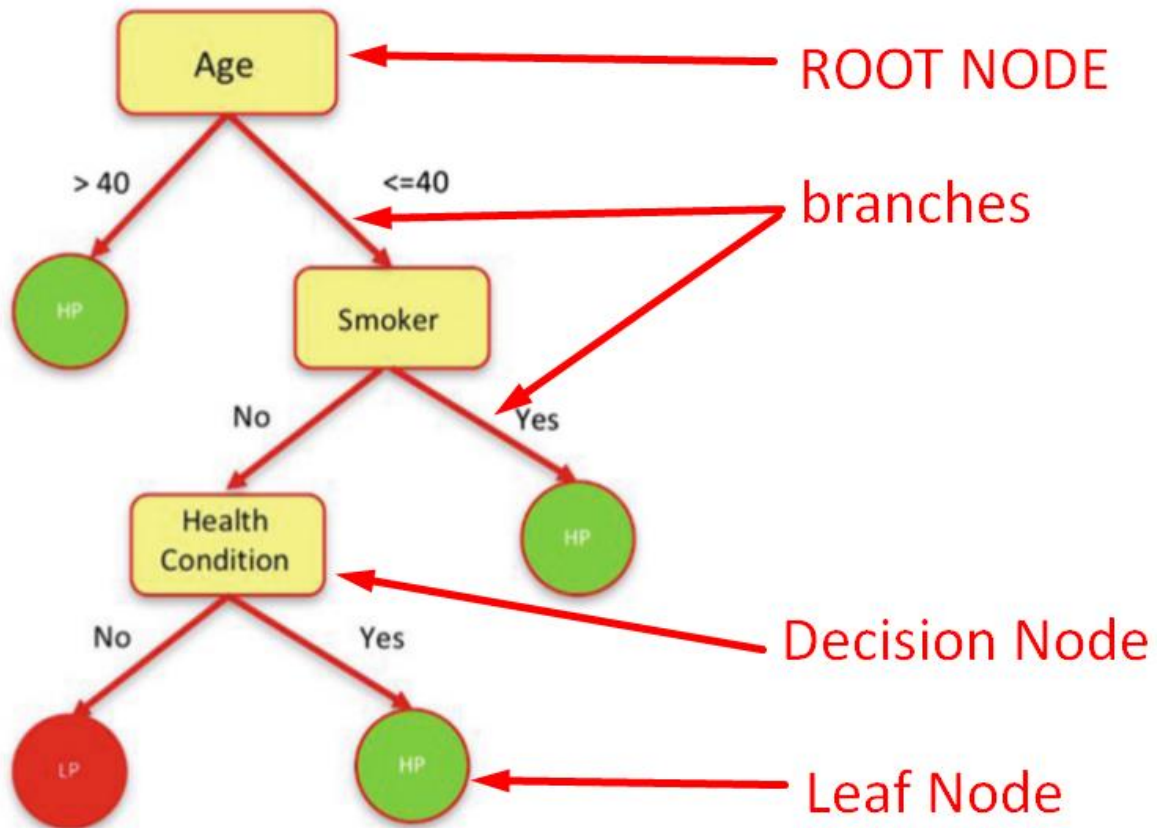 Age
ROOT NODE
> 40
<=40
branches
HP
Smoker
No
Yes
Health
Condition
HP
No
Yes
Decision Node
LP
HP
Leaf Node